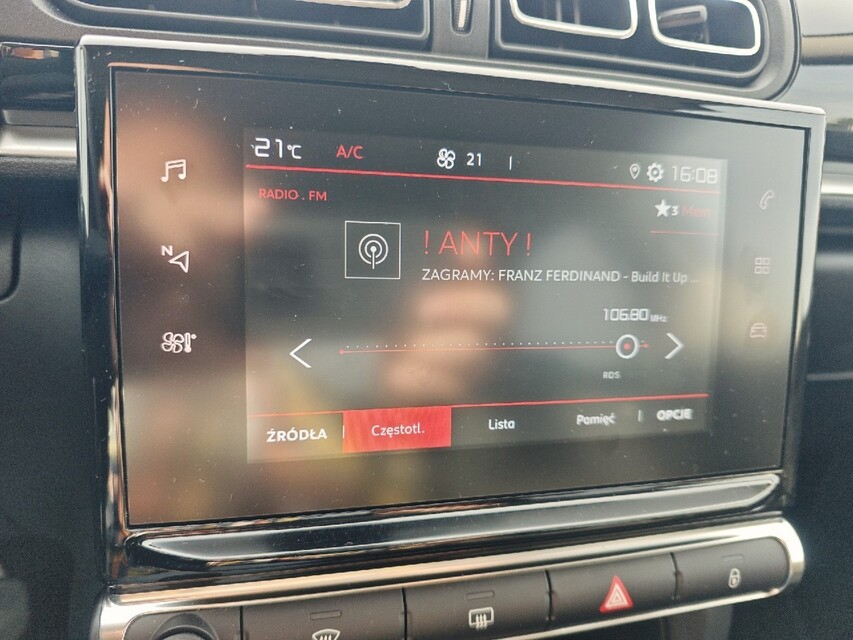 21°C A/C 21 16:08
RADIO . FM
3
! ANTY !
ZAGRAMY: FRANZ FERDINAND - Build It Up ...
106.80 MHz
RDS
ŹRÓDŁA Częstotl. Lista Pamięć OPCJE
N